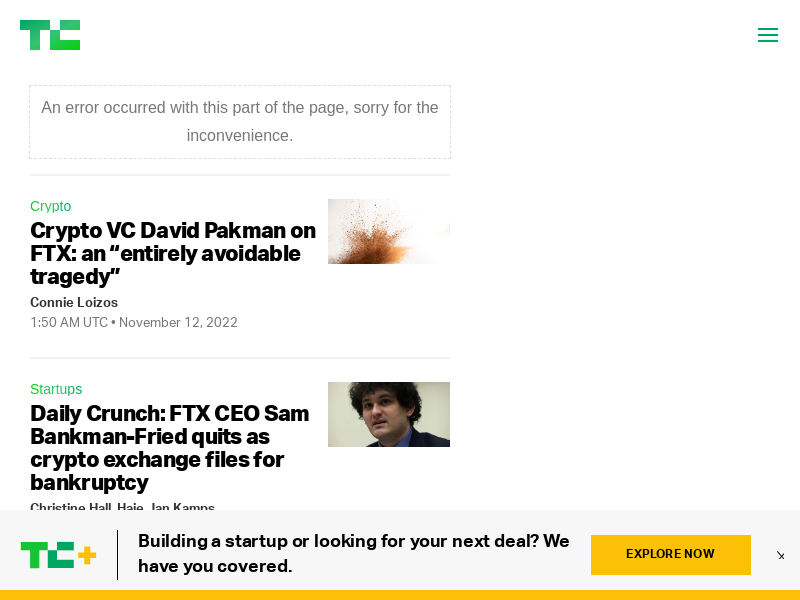 TC
An error occurred with this part of the page, sorry for the
inconvenience.
Crypto
Crypto VC David Pakman on
FTX: an “entirely avoidable
tragedy”
Connie Loizos
1:50 AM UTC • November 12, 2022
Startups
Daily Crunch: FTX CEO Sam
Bankman-Fried quits as
crypto exchange files for
bankruptcy
Christine Hall, Haje Jan Kamps
TC+
Building a startup or looking for your next deal? We
have you covered.
EXPLORE NOW